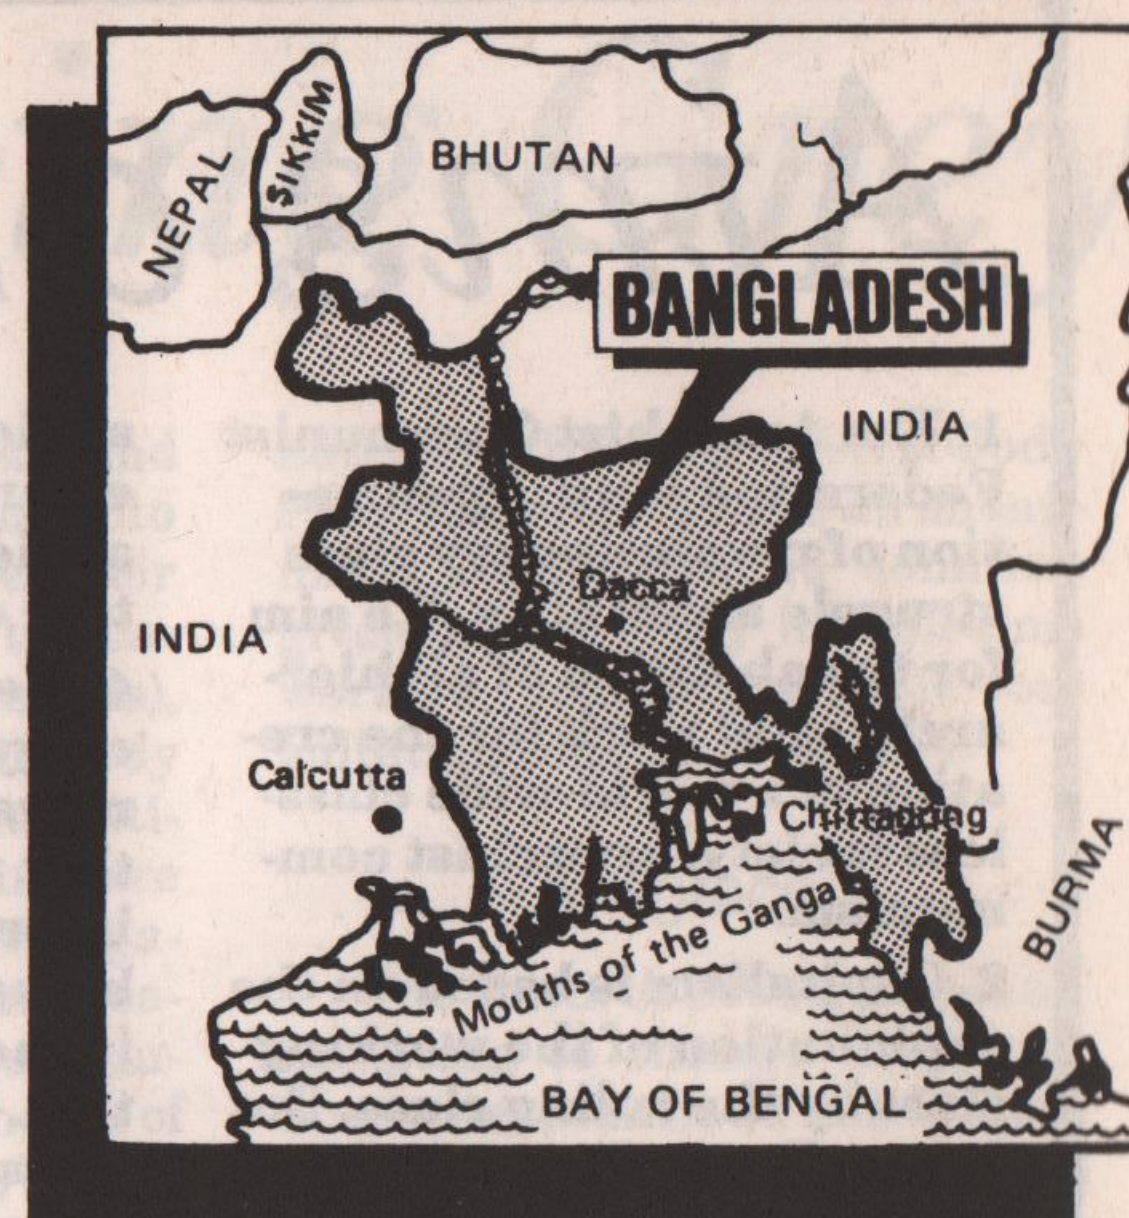 SIKKIM
BHUTAN
NEPAL
BANGLADESH
INDIA
Dacca
INDIA
Calcutta
Chittagong
BURMA
Mouths of the Ganga
BAY OF BENGAL